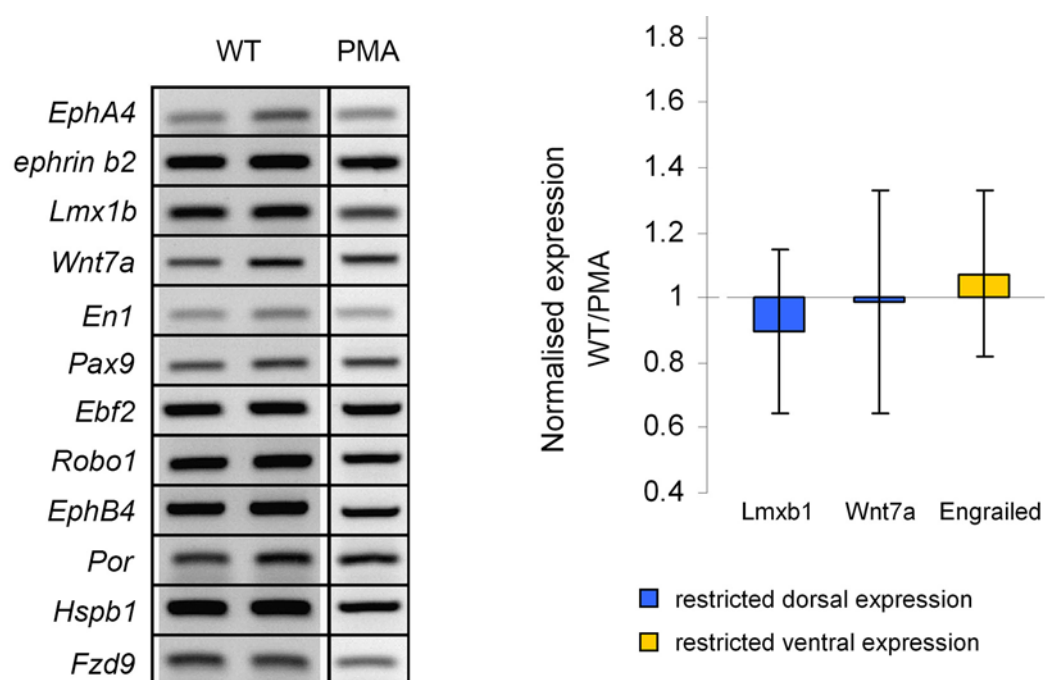 WT PMA
EphA4
ephrin b2
Lmx1b
Wnt7a
En1
Pax9
Ebf2
Robo1
EphB4
Por
Hspb1
Fzd9
Normalised expression
WT/PMA
1.8
1.6
1.4
1.2
1
0.8
0.6
0.4
Lmxb1 Wnt7a Engrailed
restricted dorsal expression
restricted ventral expression